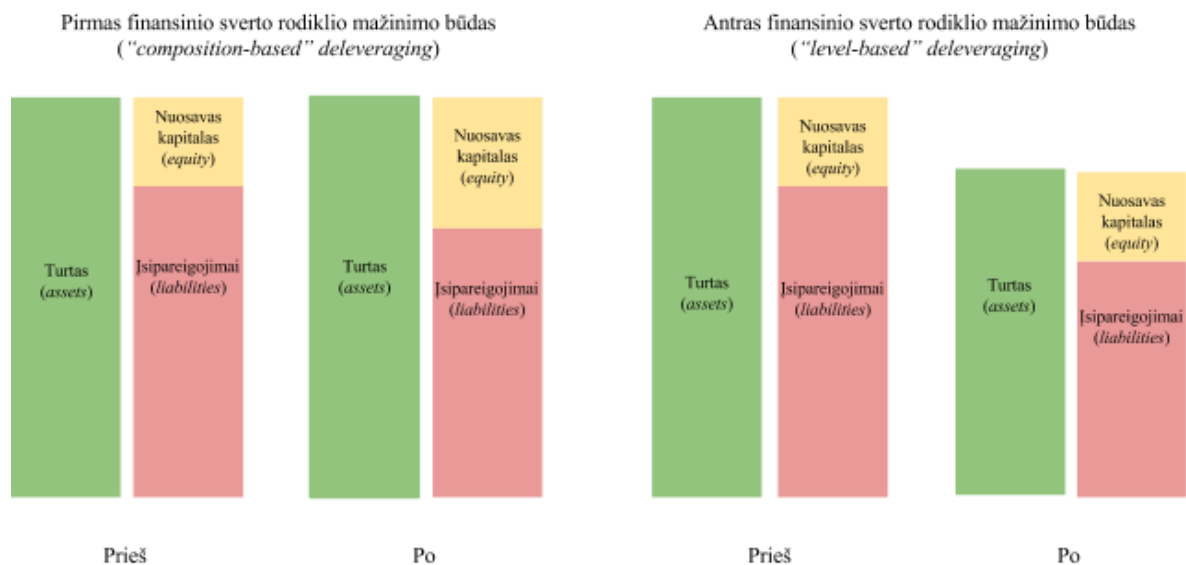 Pirmas finansinio sverto rodiklio mažinimo būdas
(“composition-based” deleveraging)
Nuosavas
kapitalas
(equity)
Turtas
(assets)
Įsipareigojimai
(liabilities)
Nuosavas
kapitalas
(equity)
Turtas
(assets)
Įsipareigojimai
(liabilities)
Prieš
Po
Antras finansinio sverto rodiklio mažinimo būdas
(“level-based” deleveraging)
Nuosavas
kapitalas
(equity)
Turtas
(assets)
Įsipareigojimai
(liabilities)
Nuosavas
kapitalas
(equity)
Turtas
(assets)
Įsipareigojimai
(liabilities)
Prieš
Po